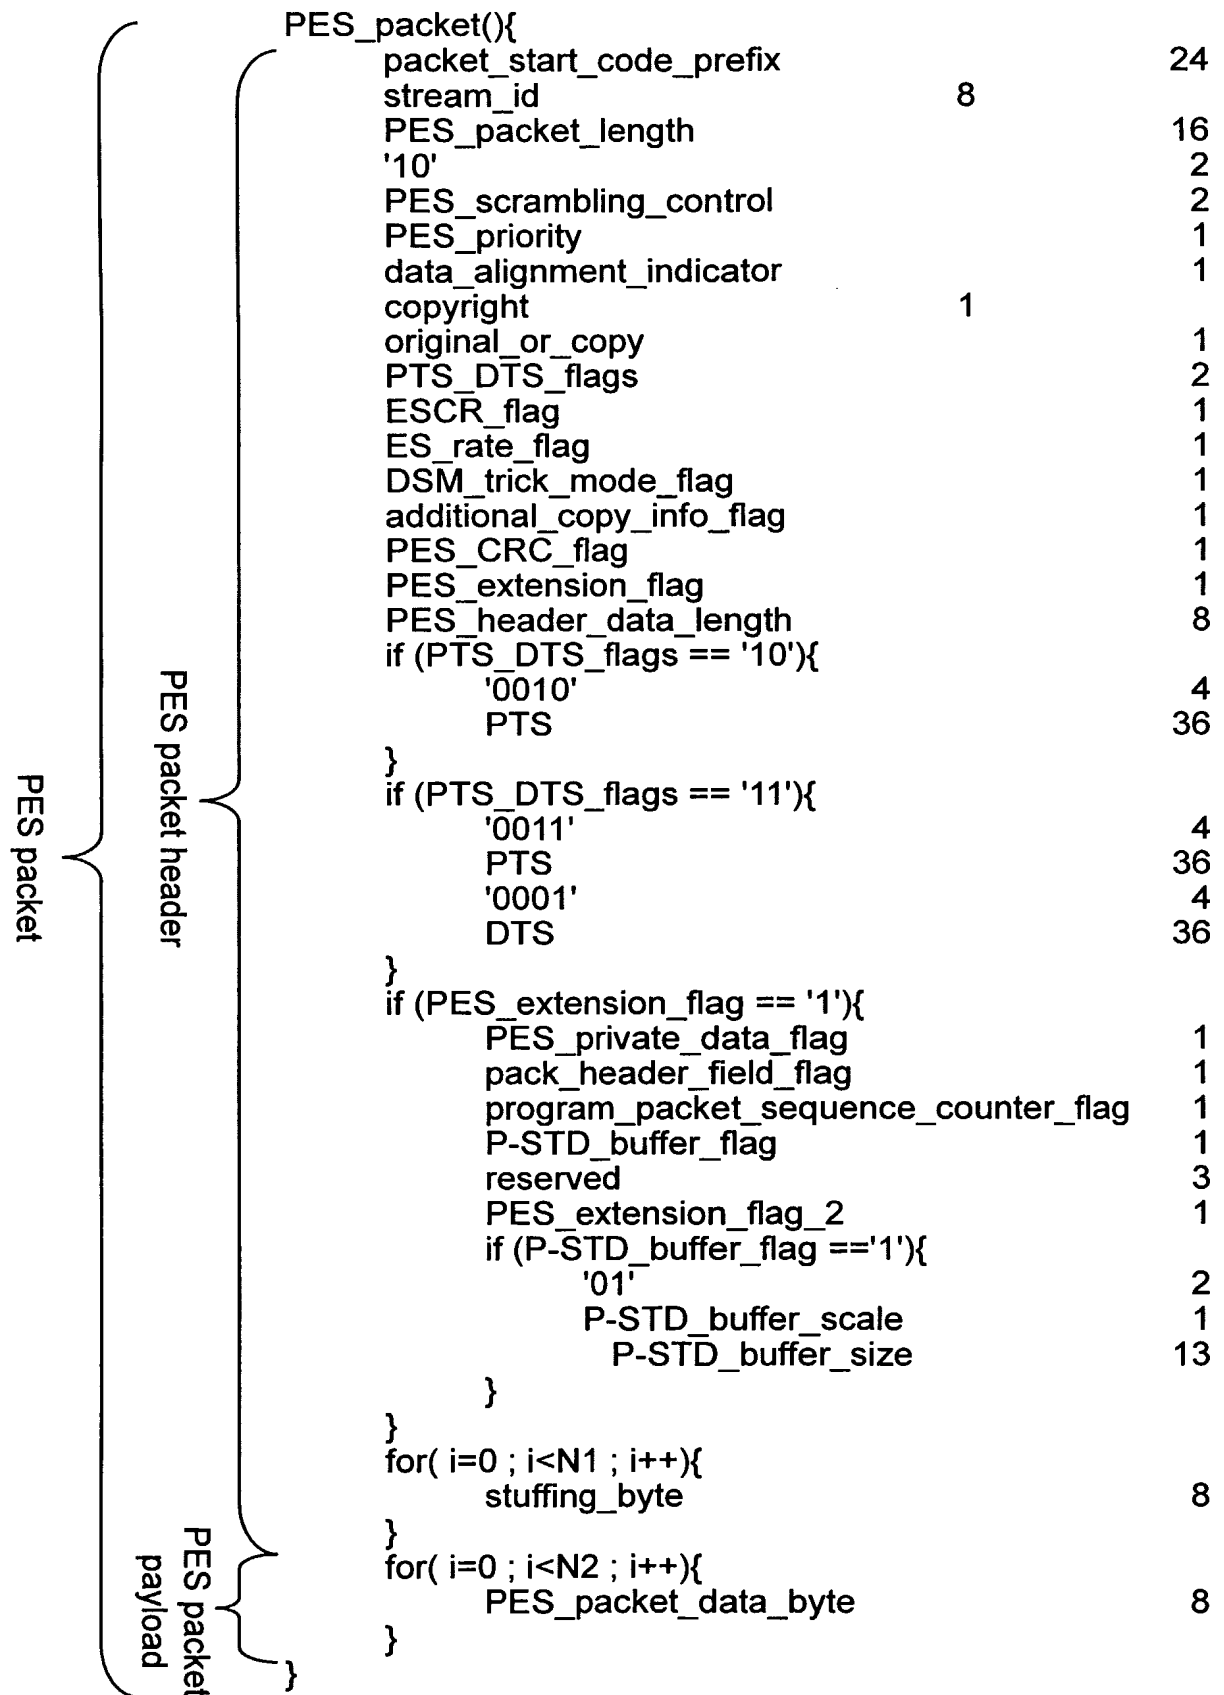 PES_packet(){
packet_start_code_prefix 24
stream_id 8
PES_packet_length 16
'10' 2
PES_scrambling_control 2
PES_priority 1
data_alignment_indicator 1
copyright 1
original_or_copy 1
PTS_DTS_flags 2
ESCR_flag 1
ES_rate_flag 1
DSM_trick_mode_flag 1
additional_copy_info_flag 1
PES_CRC_flag 1
PES_extension_flag 1
PES_header_data_length 8
if (PTS_DTS_flags == '10'){
'0010' 4
PTS 36
}
if (PTS_DTS_flags == '11'){
'0011' 4
PTS 36
'0001' 4
DTS 36
}
if (PES_extension_flag == '1'){
PES_private_data_flag 1
pack_header_field_flag 1
program_packet_sequence_counter_flag 1
P-STD_buffer_flag 1
reserved 3
PES_extension_flag_2 1
if (P-STD_buffer_flag =='1'){
'01' 2
P-STD_buffer_scale 1
P-STD_buffer_size 13
}
}
for( i=0 ; i<N1 ; i++){
stuffing_byte 8
}
for( i=0 ; i<N2 ; i++){
PES_packet_data_byte 8
}
}
PES packet
PES packet header
PES packet
payload